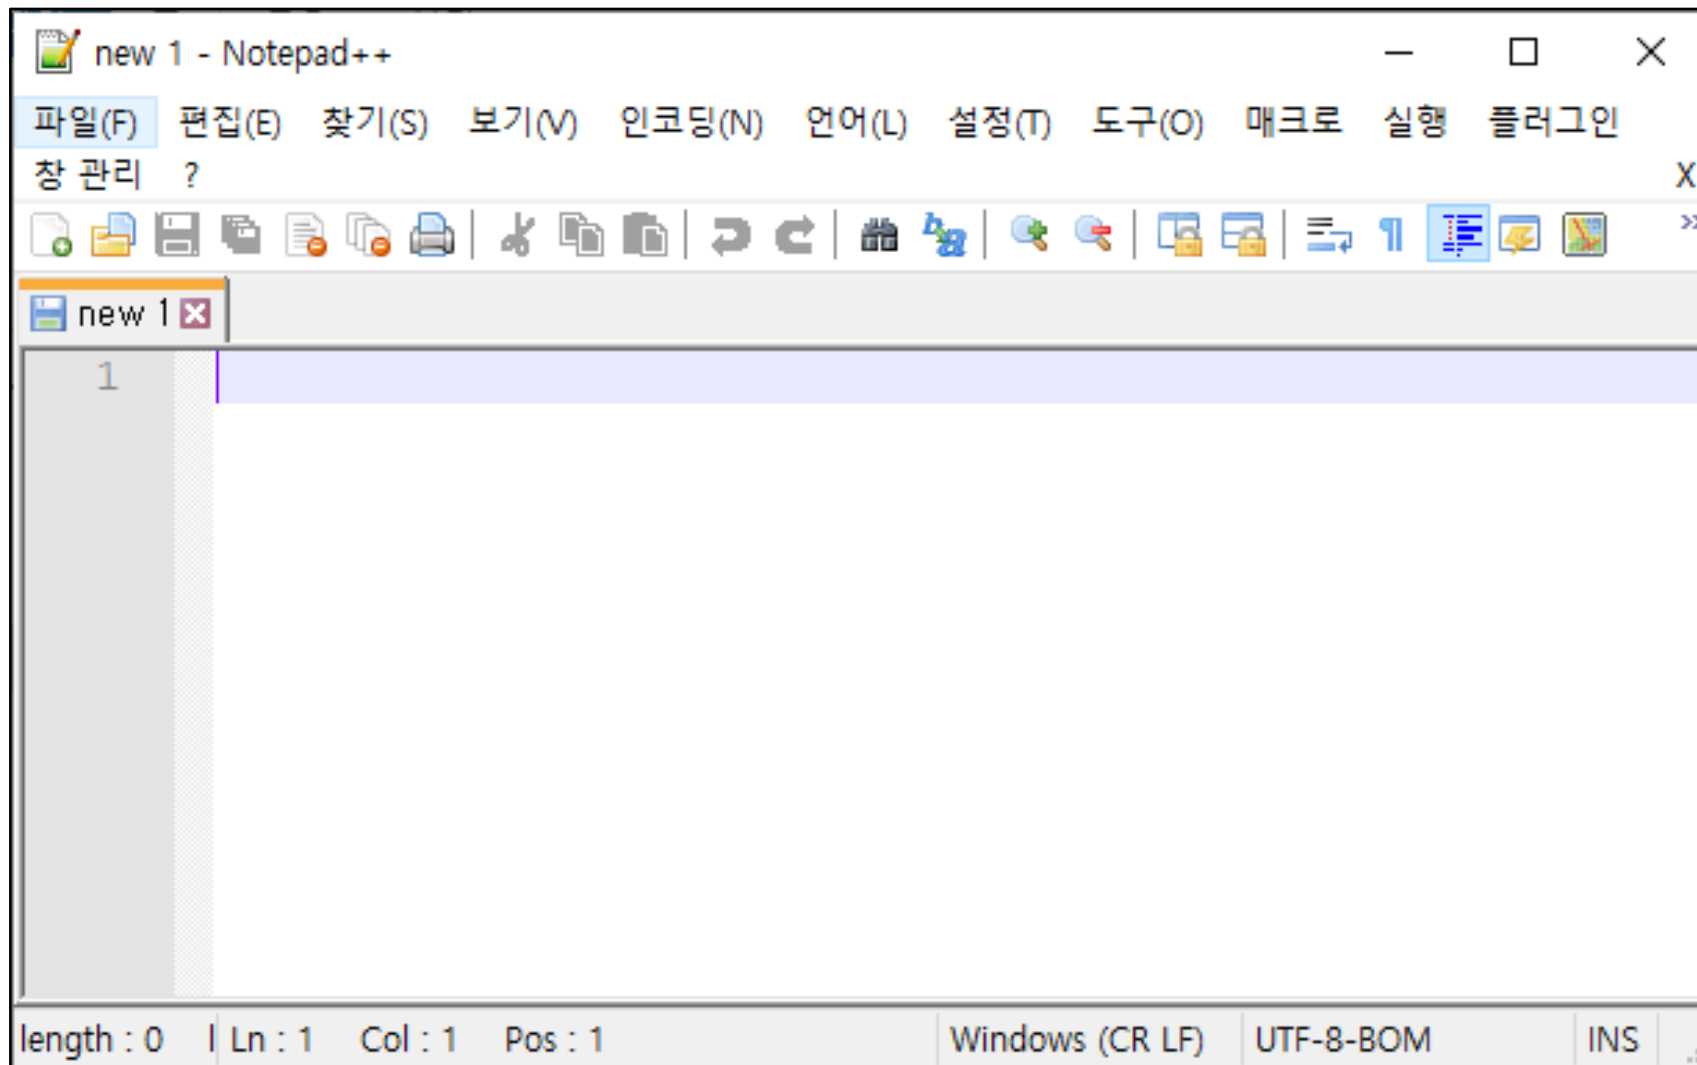 new 1 - Notepad++
파일(F) 편집(E) 찾기(S) 보기(V) 인코딩(N) 언어(L) 설정(T) 도구(O) 매크로 실행 플러그인
창 관리 ? X
new 1
1
length : 0 l Ln : 1 Col : 1 Pos : 1 Windows (CR LF) UTF-8-BOM INS